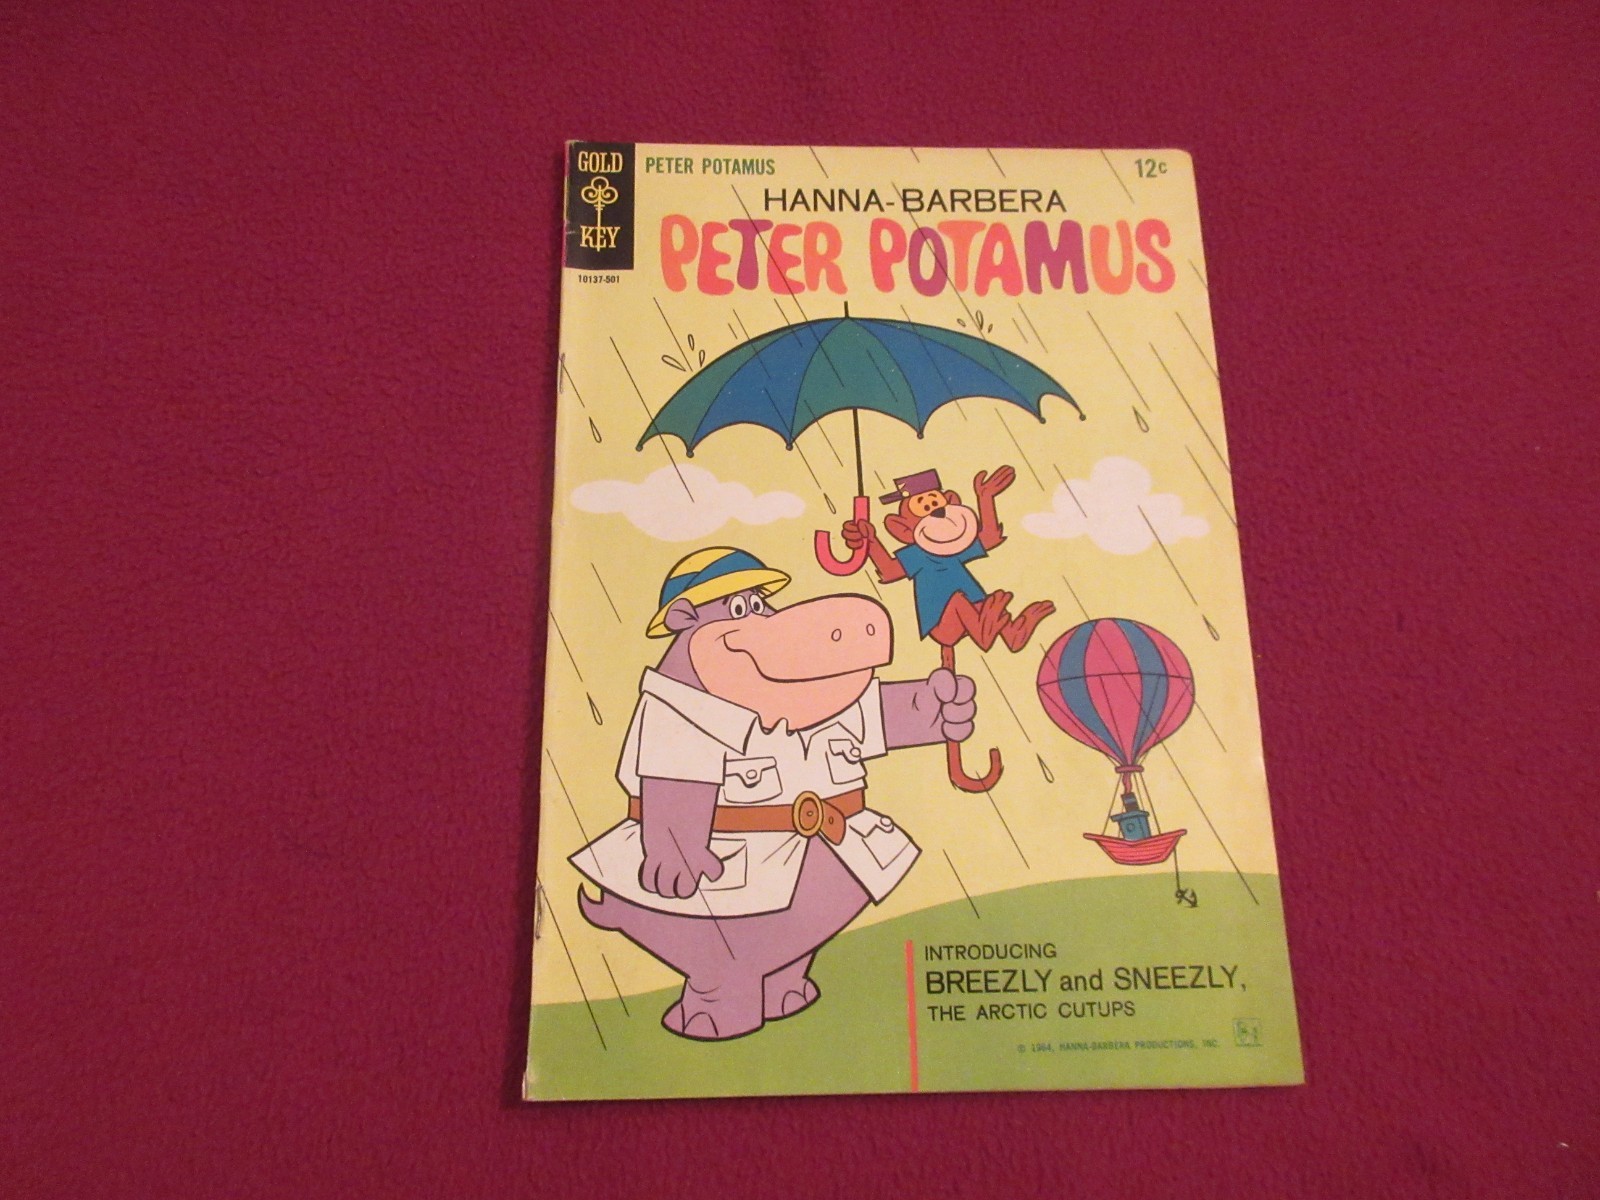 GOLD
KEY
10137-501
PETER POTAMUS
12c
HANNA-BARBERA
PETER POTAMUS
INTRODUCING
BREEZLY and SNEEZLY,
THE ARCTIC CUTUPS
© 1964, HANNA-BARBERA PRODUCTIONS, INC.